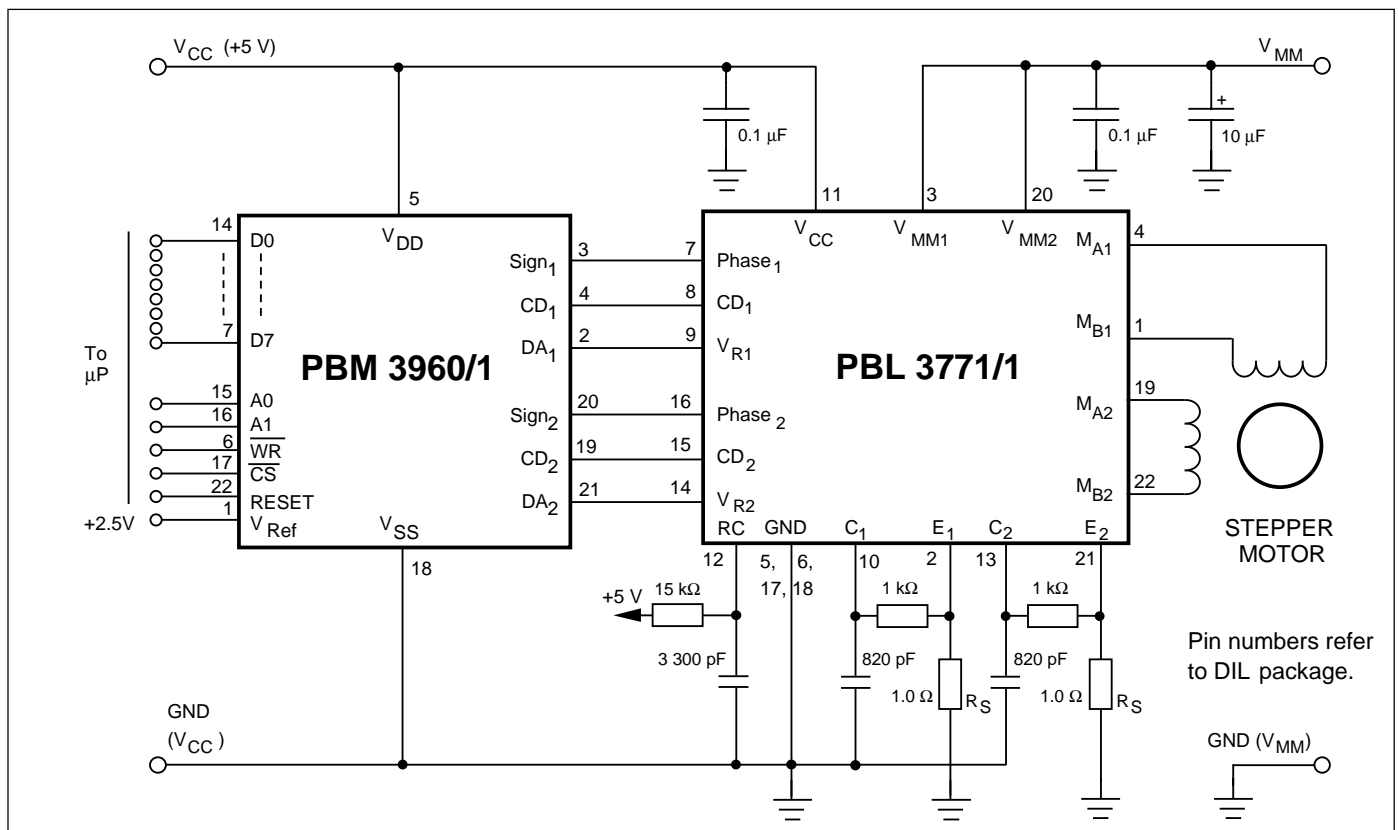 V_CC (+5 V)
V_MM
+
0.1 µF
0.1 µF
10 µF
5
11
3
20
14
D0
V_DD
Sign_1
3
7
Phase_1
V_CC
V_MM1
V_MM2
M_A1
4
CD_1
4
8
CD_1
7
D7
DA_1
2
9
V_R1
M_B1
1
To
µP
PBM 3960/1
PBL 3771/1
15
A0
16
A1
Sign_2
20
16
Phase_2
M_A2
19
6
WR
17
CS
CD_2
19
15
CD_2
22
RESET
DA_2
21
14
V_R2
M_B2
22
+2.5V
1
V_Ref
V_SS
RC
GND
C_1
E_1
C_2
E_2
STEPPER
MOTOR
18
12
5,
6,
17,
18
10
2
13
21
+5 V
15 kΩ
1 kΩ
1 kΩ
3 300 pF
820 pF
820 pF
1.0 Ω
R_S
1.0 Ω
R_S
Pin numbers refer
to DIL package.
GND
(V_CC)
GND (V_MM)